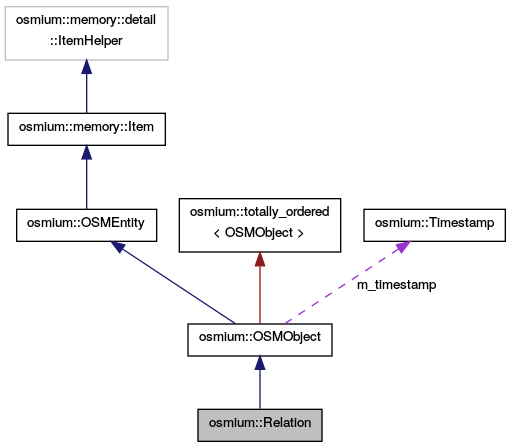 osmium::memory::detail
::ItemHelper
osmium::memory::Item
osmium::OSMEntity
osmium::totally_ordered
< OSMObject >
osmium::Timestamp
m_timestamp
osmium::OSMObject
osmium::Relation